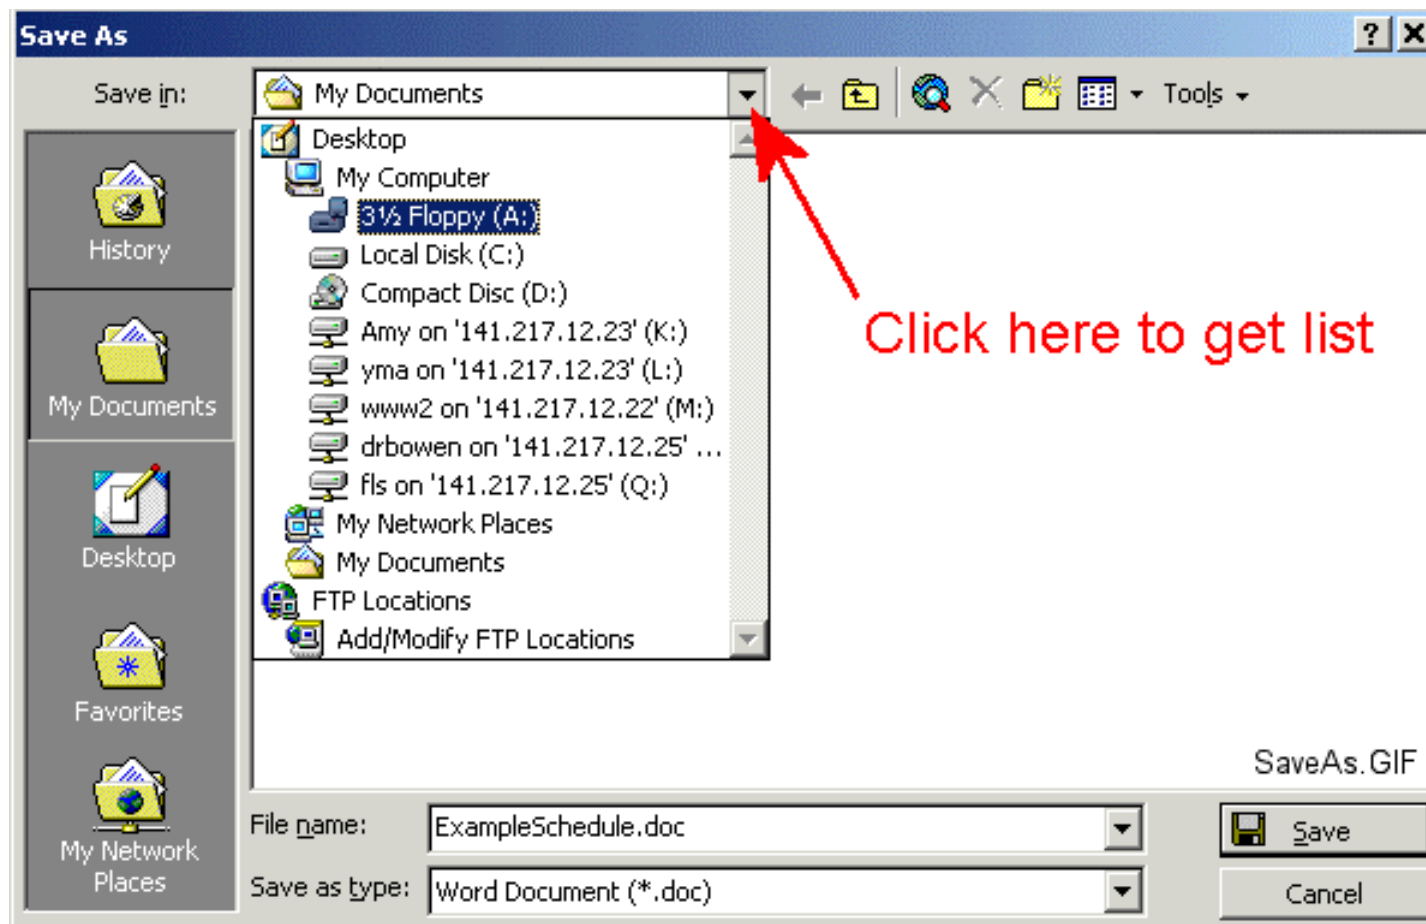 Save As
Save in:
My Documents
Tools
Desktop
My Computer
3½ Floppy (A:)
Local Disk (C:)
Compact Disc (D:)
Amy on '141.217.12.23' (K:)
yma on '141.217.12.23' (L:)
www2 on '141.217.12.22' (M:)
drbowen on '141.217.12.25' ...
fls on '141.217.12.25' (Q:)
My Network Places
My Documents
FTP Locations
Add/Modify FTP Locations
Click here to get list
History
My Documents
Desktop
Favorites
My Network
Places
SaveAs.GIF
File name:
ExampleSchedule.doc
Save
Save as type:
Word Document (*.doc)
Cancel